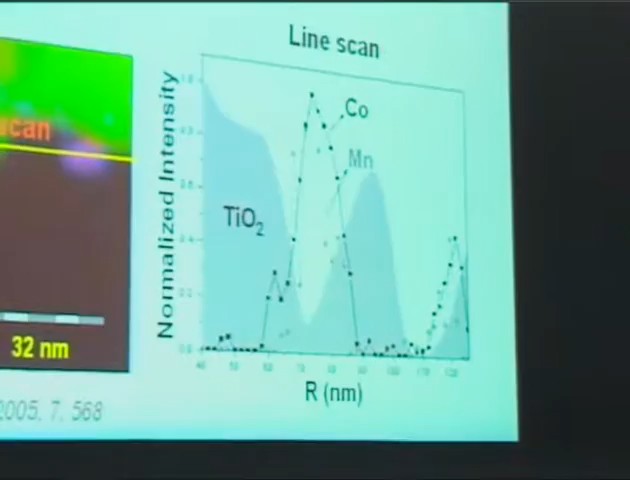 Line scan
can
Co
Mn
TiO2
Normalized Intensity
32 nm
R (nm)
2005, 7, 568